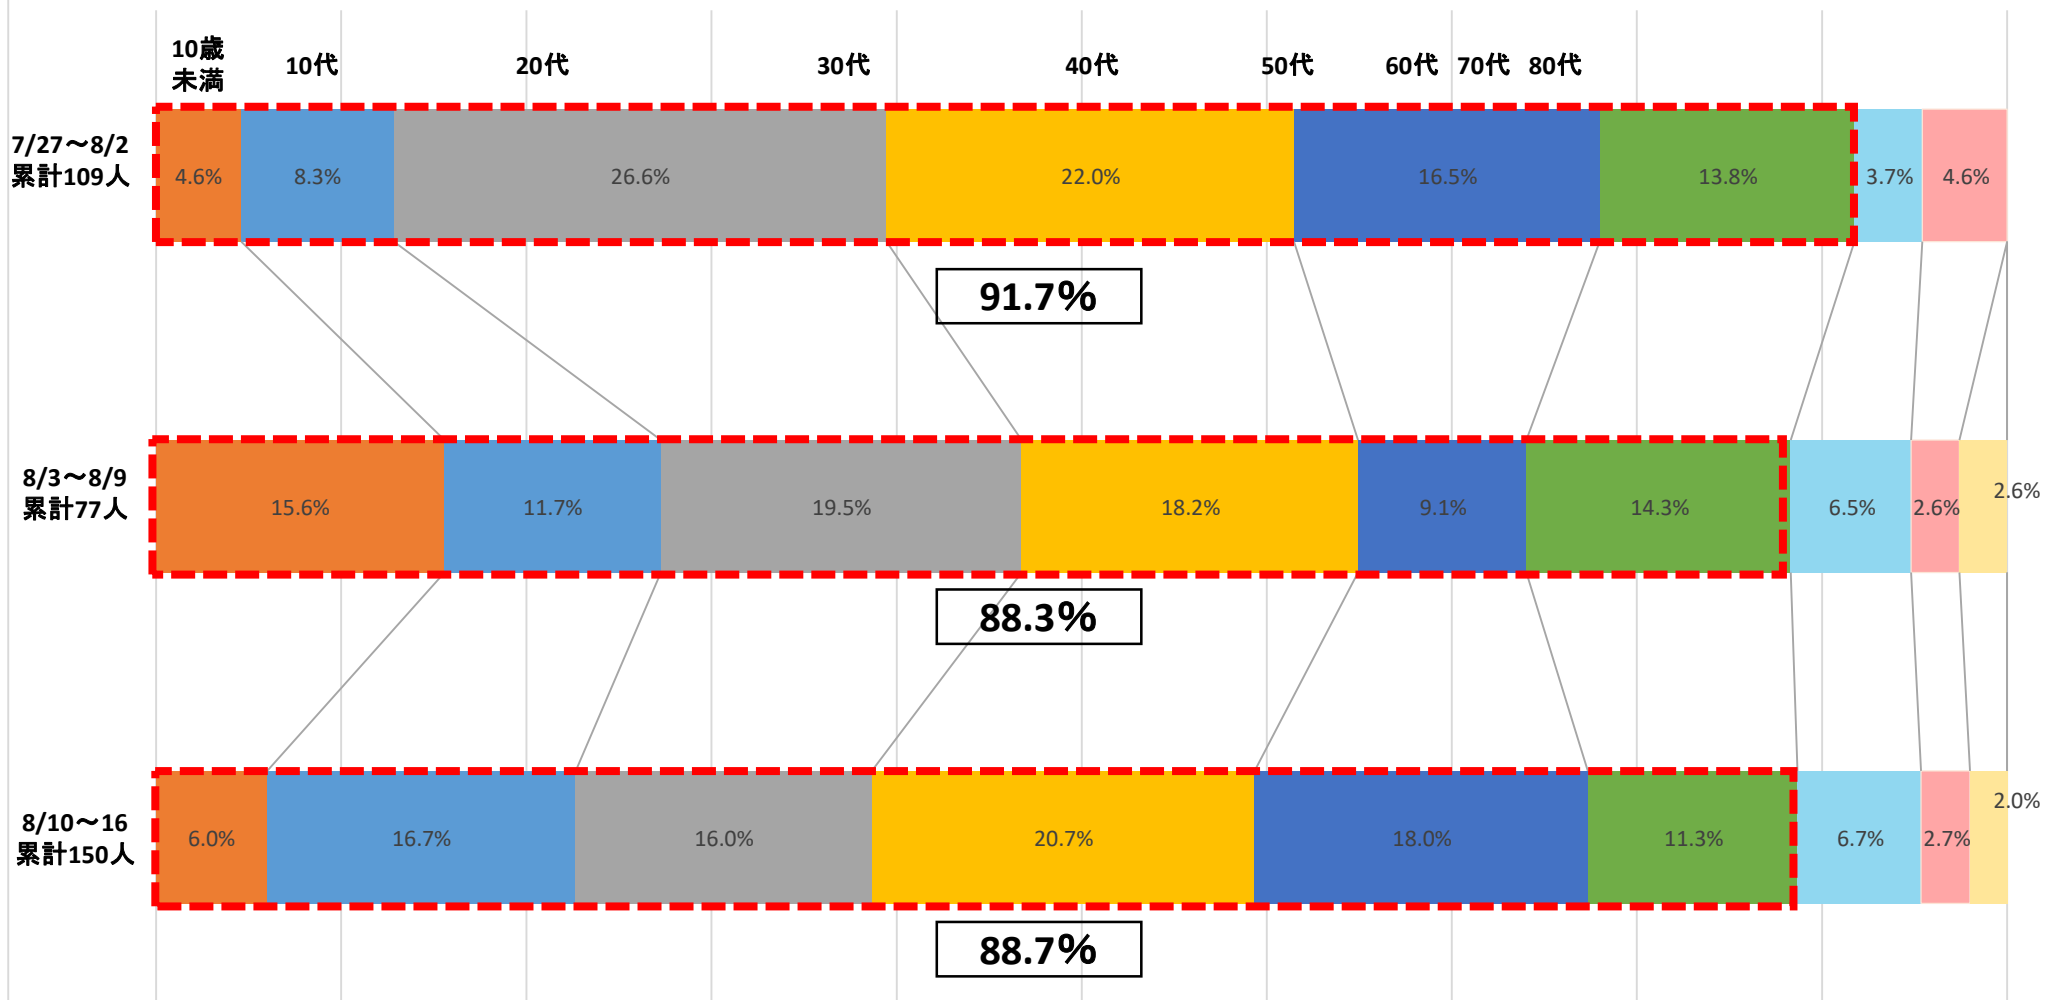 10歳
未満
10代
20代
30代
40代
50代
60代
70代
80代
7/27～8/2
累計109人
4.6%
8.3%
26.6%
22.0%
16.5%
13.8%
3.7%
4.6%
91.7%
8/3～8/9
累計77人
15.6%
11.7%
19.5%
18.2%
9.1%
14.3%
6.5%
2.6%
2.6%
88.3%
8/10～16
累計150人
6.0%
16.7%
16.0%
20.7%
18.0%
11.3%
6.7%
2.7%
2.0%
88.7%